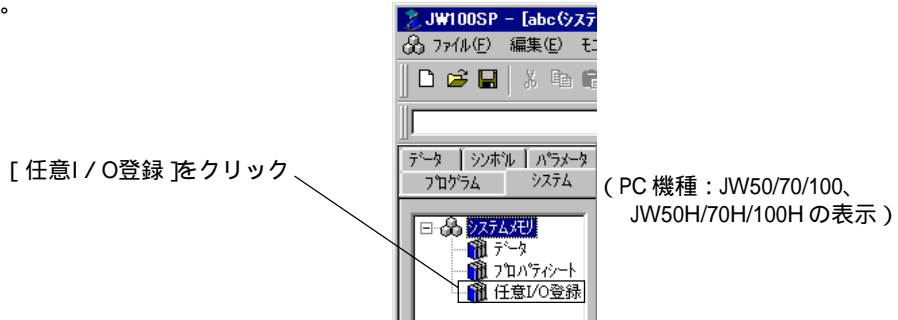 。
JW100SP - [abc(システ
ファイル(F) 編集(E) モニ
データ シンボル パラメータ
プログラム システム
[ 任意I / O登録 ]をクリック
( PC 機種 : JW50/70/100、
JW50H/70H/100H の表示 )
システムメモリ
データ
プロパティシート
任意I/O登録